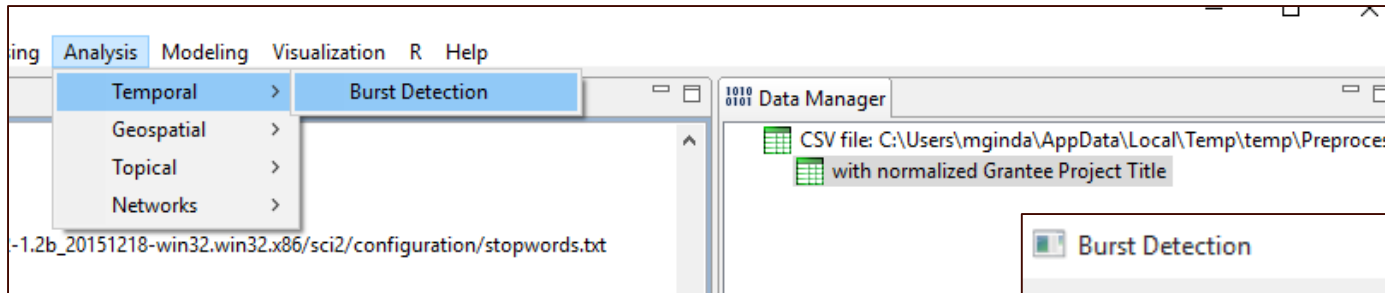 sing Analysis Modeling Visualization R Help
Temporal > Burst Detection
Geospatial >
Topical >
Networks >
:-1.2b_20151218-win32.win32.x86/sci2/configuration/stopwords.txt
Data Manager
CSV file: C:\Users\mginda\AppData\Local\Temp\temp\Preproces
with normalized Grantee Project Title
Burst Detection